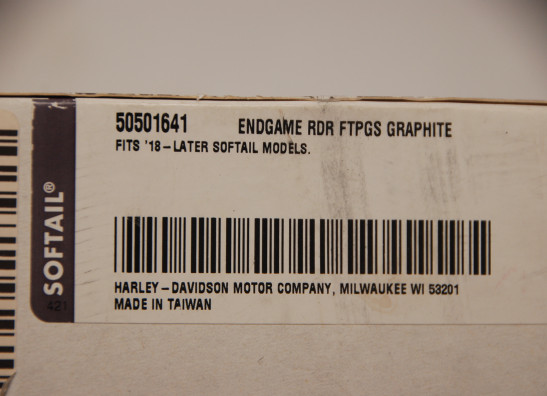 50501641 ENDGAME RDR FTPGS GRAPHITE
FITS '18-LATER SOFTAIL MODELS.
SOFTAIL®
421
HARLEY-DAVIDSON MOTOR COMPANY, MILWAUKEE WI 53201
MADE IN TAIWAN